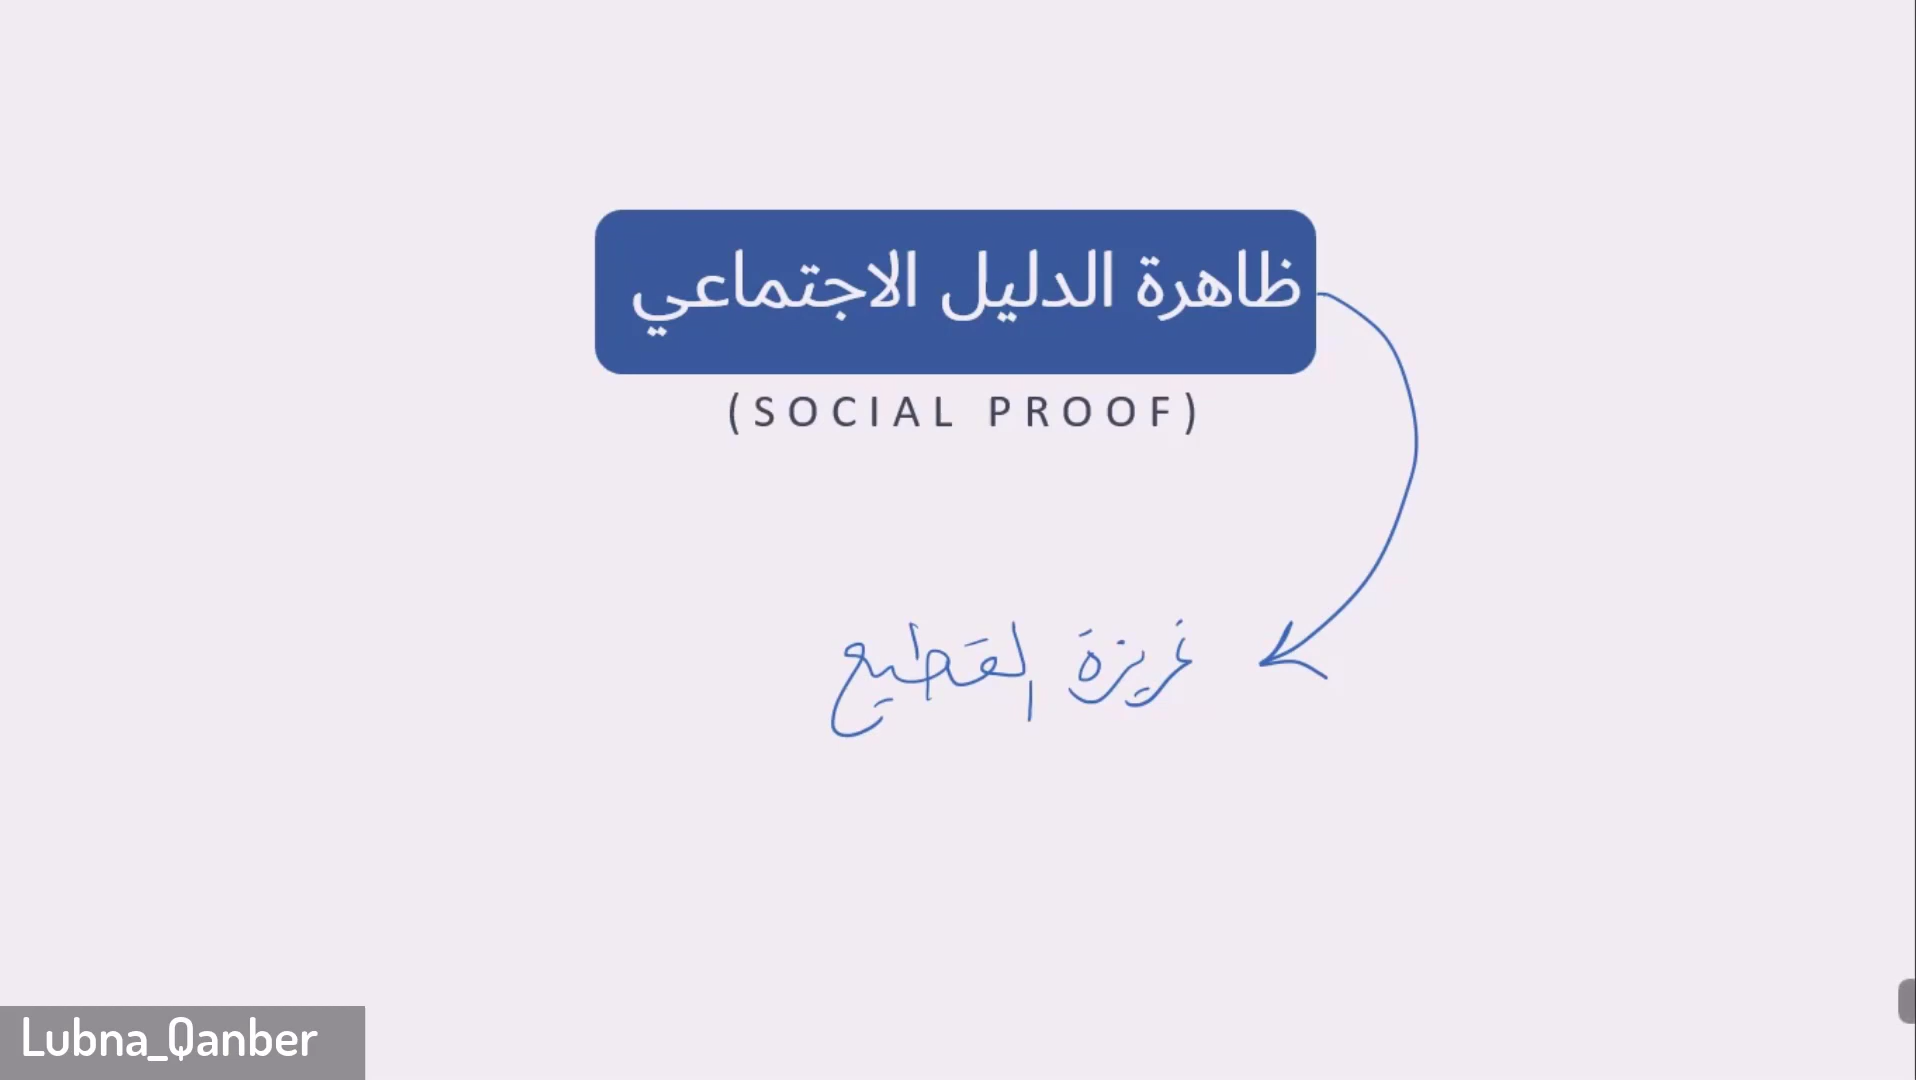 ظاهرة الدليل الاجتماعي
(SOCIAL PROOF)
غريزة القطيع
Lubna_Qanber